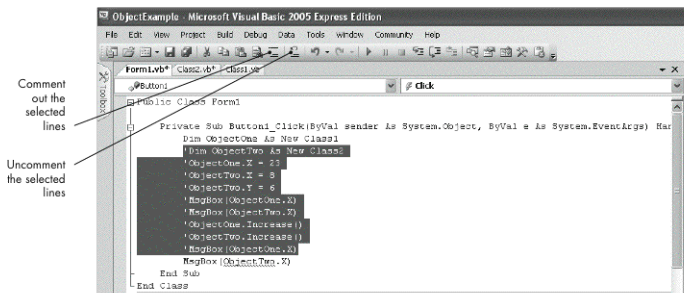 ObjectExample - Microsoft Visual Basic 2005 Express Edition
File Edit View Project Build Debug Data Tools Window Community Help
Form1.vb* Class2.vb* Class1.vb
Toolbox
Button1
Click
Comment
out the
selected
lines
Uncomment
the selected
lines
Public Class Form1
Private Sub Button1_Click(ByVal sender As System.Object, ByVal e As System.EventArgs) Han
Dim ObjectOne As New Class1
'Dim ObjectTwo As New Class2
'ObjectOne.X = 23
'ObjectTwo.X = 5
'ObjectTwo.Y = 6
'MsgBox(ObjectOne.X)
'MsgBox(ObjectTwo.X)
'ObjectOne.Increase()
'ObjectTwo.Increase()
'MsgBox(ObjectOne.X)
MsgBox(ObjectTwo.X)
End Sub
End Class